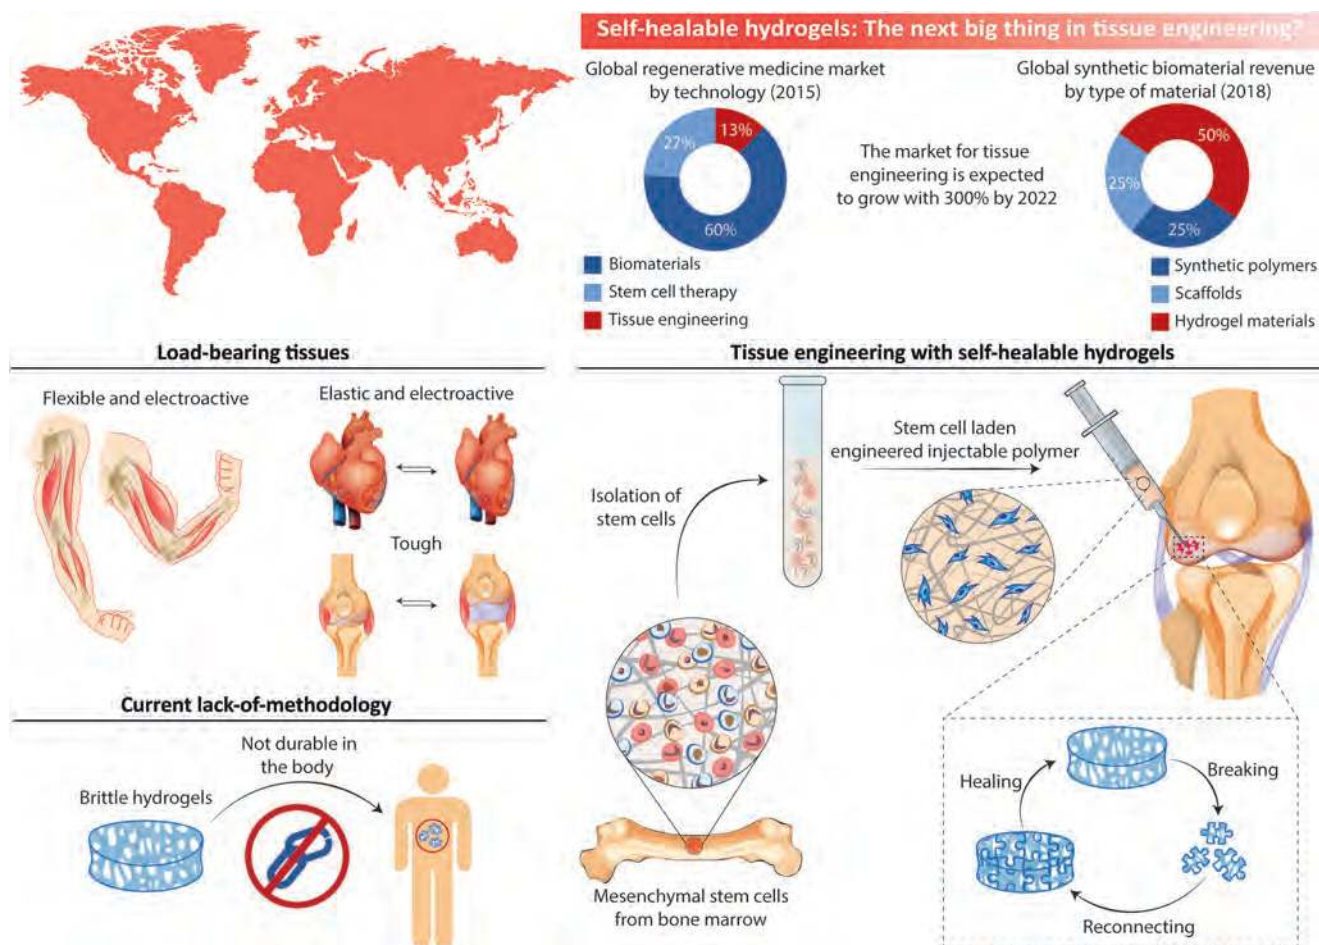 Self-healable hydrogels: The next big thing in tissue engineering?
Global regenerative medicine market
by technology (2015)
27%
13%
60%
Biomaterials
Stem cell therapy
Tissue engineering
The market for tissue
engineering is expected
to grow with 300% by 2022
Global synthetic biomaterial revenue
by type of material (2018)
50%
25%
25%
Synthetic polymers
Scaffolds
Hydrogel materials
Load-bearing tissues
Flexible and electroactive
Elastic and electroactive
Tough
Current lack-of-methodology
Not durable in
the body
Brittle hydrogels
Tissue engineering with self-healable hydrogels
Isolation of
stem cells
Stem cell laden
engineered injectable polymer
Mesenchymal stem cells
from bone marrow
Healing
Breaking
Reconnecting